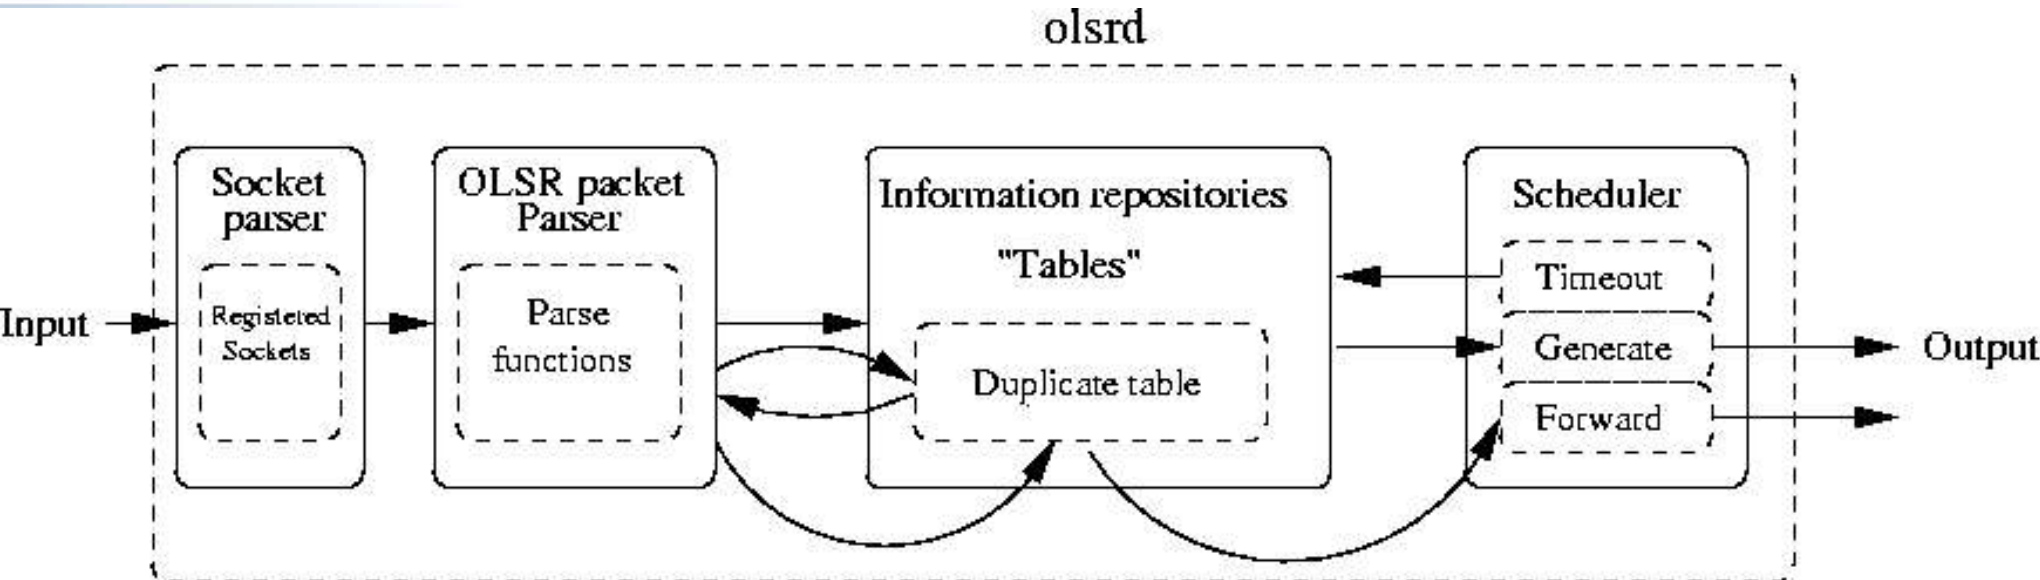 olsrd
Input
Socket
parser
Registered
Sockets
OLSR packet
Parser
Parse
functions
Information repositories
"Tables"
Duplicate table
Scheduler
Timeout
Generate
Forward
Output